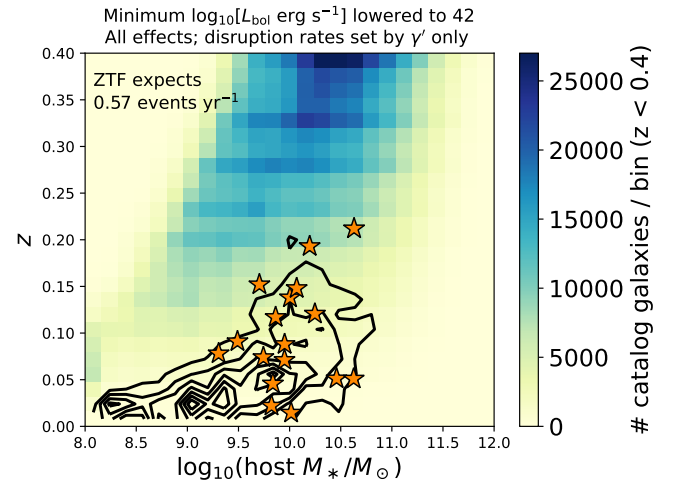 Minimum log₁₀[L_bol erg s⁻¹] lowered to 42
All effects; disruption rates set by γ′ only
ZTF expects
0.57 events yr⁻¹
0.40
0.35
0.30
0.25
0.20
0.15
0.10
0.05
0.00
z
8.0 8.5 9.0 9.5 10.0 10.5 11.0 11.5 12.0
log₁₀(host M∗/M⊙)
25000
20000
15000
10000
5000
0
# catalog galaxies / bin (z < 0.4)